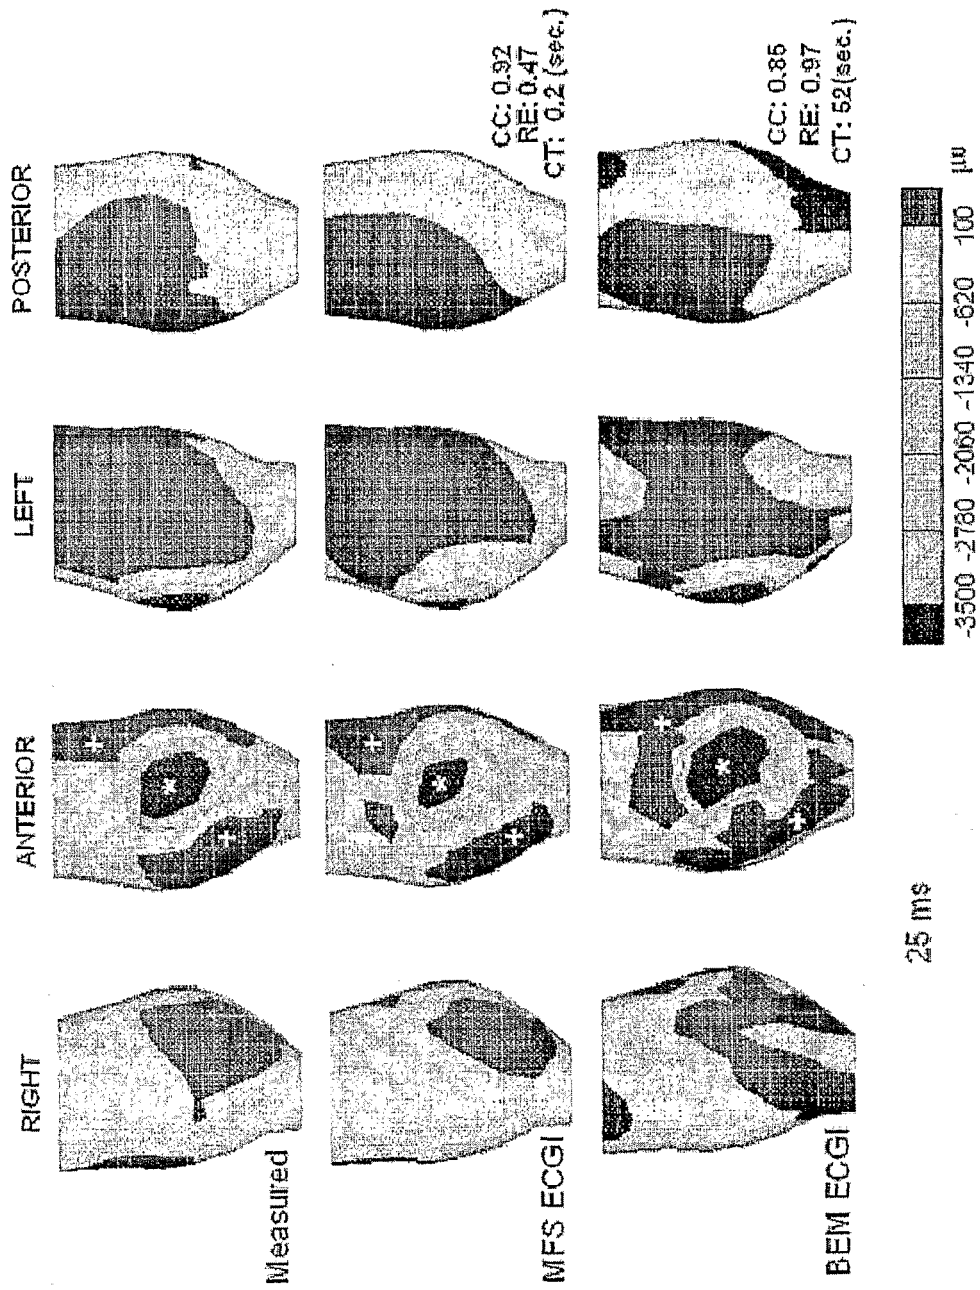 RIGHT ANTERIOR LEFT POSTERIOR
Measured
MFS ECGI
CC: 0.92
RE: 0.47
CT: 0.2 (sec.)
BEM ECGI
CC: 0.85
RE: 0.97
CT: 52(sec.)
25 ms
-3500 -2780 -2060 -1340 -620 100 μv